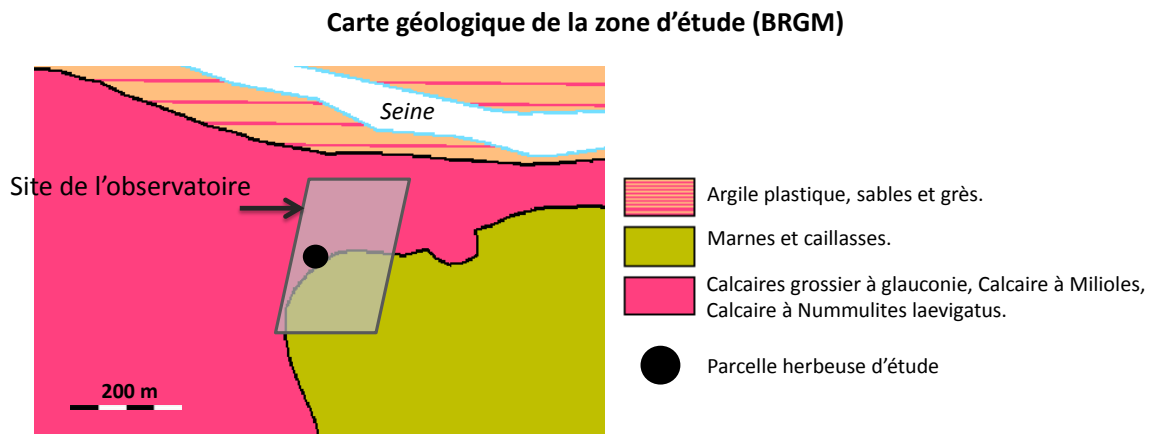 Carte géologique de la zone d’étude (BRGM)
Seine
Site de l’observatoire
Argile plastique, sables et grès.
Marnes et caillasses.
Calcaires grossier à glauconie, Calcaire à Milioles,
Calcaire à Nummulites laevigatus.
Parcelle herbeuse d’étude
200 m